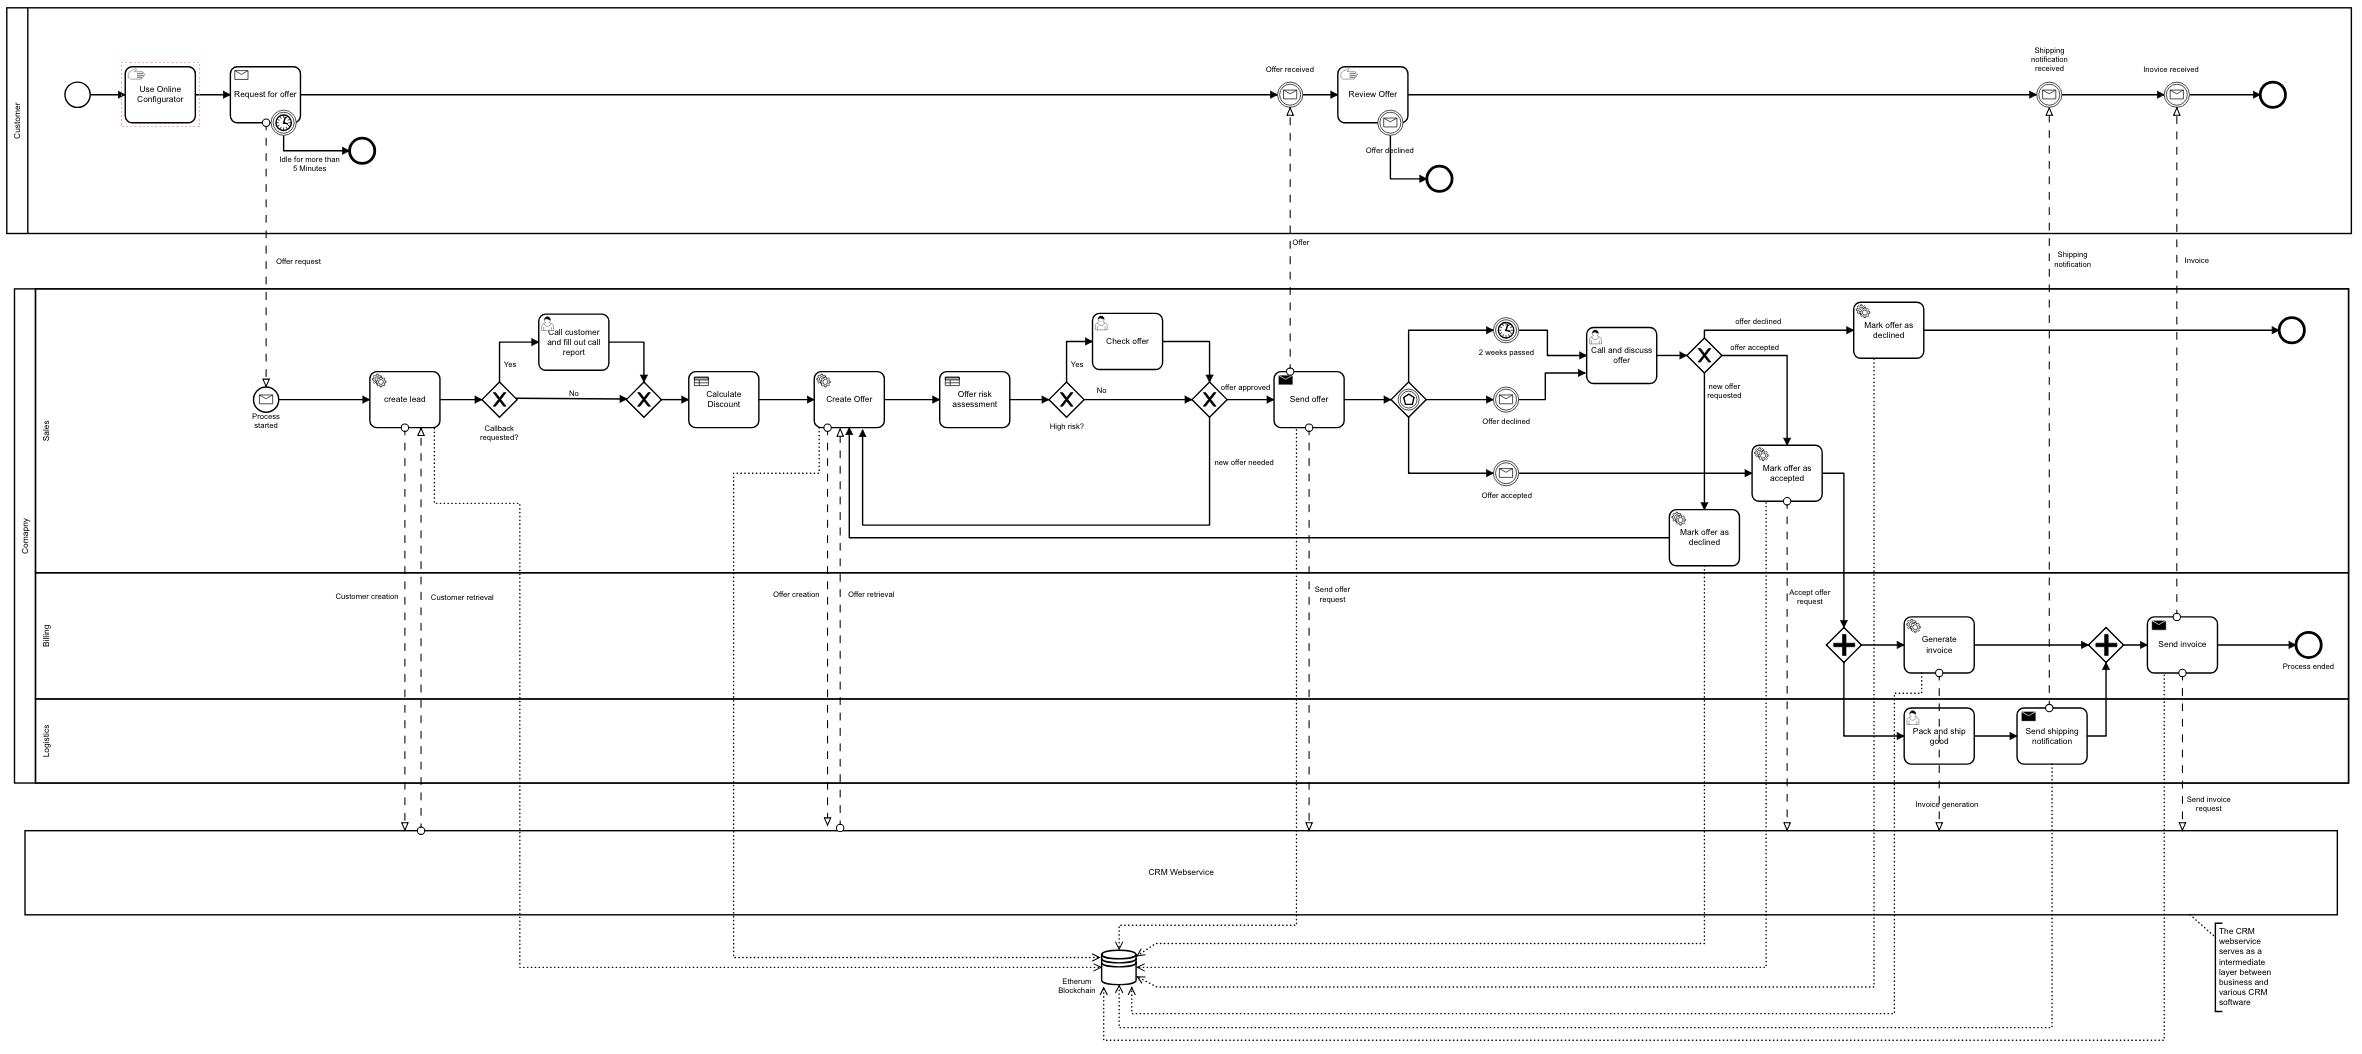 Customer
Use Online
Configurator
Request for offer
Idle for more than
5 Minutes
Offer received
Review Offer
Offer declined
Shipping
notification
received
Inovice received
Offer request
Offer
Shipping
notification
Invoice
Comapny
Sales
Process
started
create lead
Callback
requested?
Yes
No
Call customer
and fill out call
report
Calculate
Discount
Create Offer
Offer risk
assessment
High risk?
Yes
No
Check offer
offer approved
new offer needed
Send offer
2 weeks passed
Offer declined
Offer accepted
Call and discuss
offer
offer declined
offer accepted
new offer
requested
Mark offer as
declined
Mark offer as
accepted
Mark offer as
declined
Billing
Customer creation
Customer retrieval
Offer creation
Offer retrieval
Send offer
request
Accept offer
request
Generate
invoice
Send invoice
Process ended
Logistics
Pack and ship
good
Send shipping
notification
Invoice generation
Send invoice
request
CRM Webservice
Etherum
Blockchain
The CRM
webservice
serves as a
intermediate
layer between
business and
various CRM
software